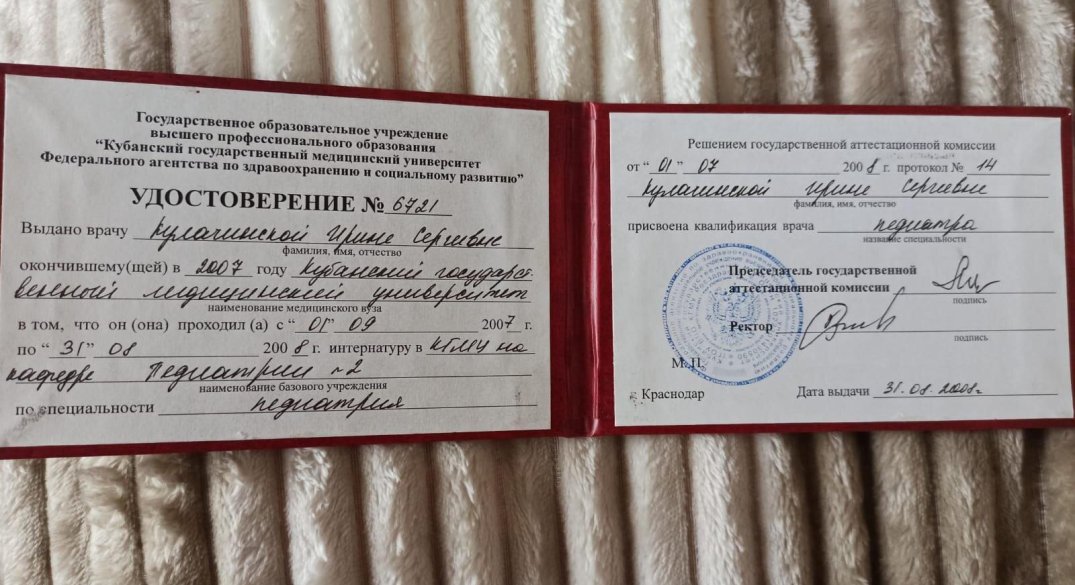 Государственное образовательное учреждение
высшего профессионального образования
“Кубанский государственный медицинский университет
Федерального агентства по здравоохранению и социальному развитию”
УДОСТОВЕРЕНИЕ № 6721
Выдано врачу Кулагинской Ирине Сергеевне
фамилия, имя, отчество
окончившему(щей) в 2007 году Кубанский государст-
венный медицинский университет
наименование медицинского вуза
в том, что он (она) проходил (а) с “01” 09 2007 г.
по “31” 08 2008 г. интернатуру в КГМУ на
кафедре Педиатрии №2
наименование базового учреждения
по специальности педиатрия
Решением государственной аттестационной комиссии
от “01” 07 2008 г. протокол № 14
Кулагинской Ирине Сергеевне
фамилия, имя, отчество
присвоена квалификация врача педиатра
название специальности
Председатель государственной
аттестационной комиссии
подпись
Ректор
подпись
М. П.
г. Краснодар Дата выдачи 31.08.2008г